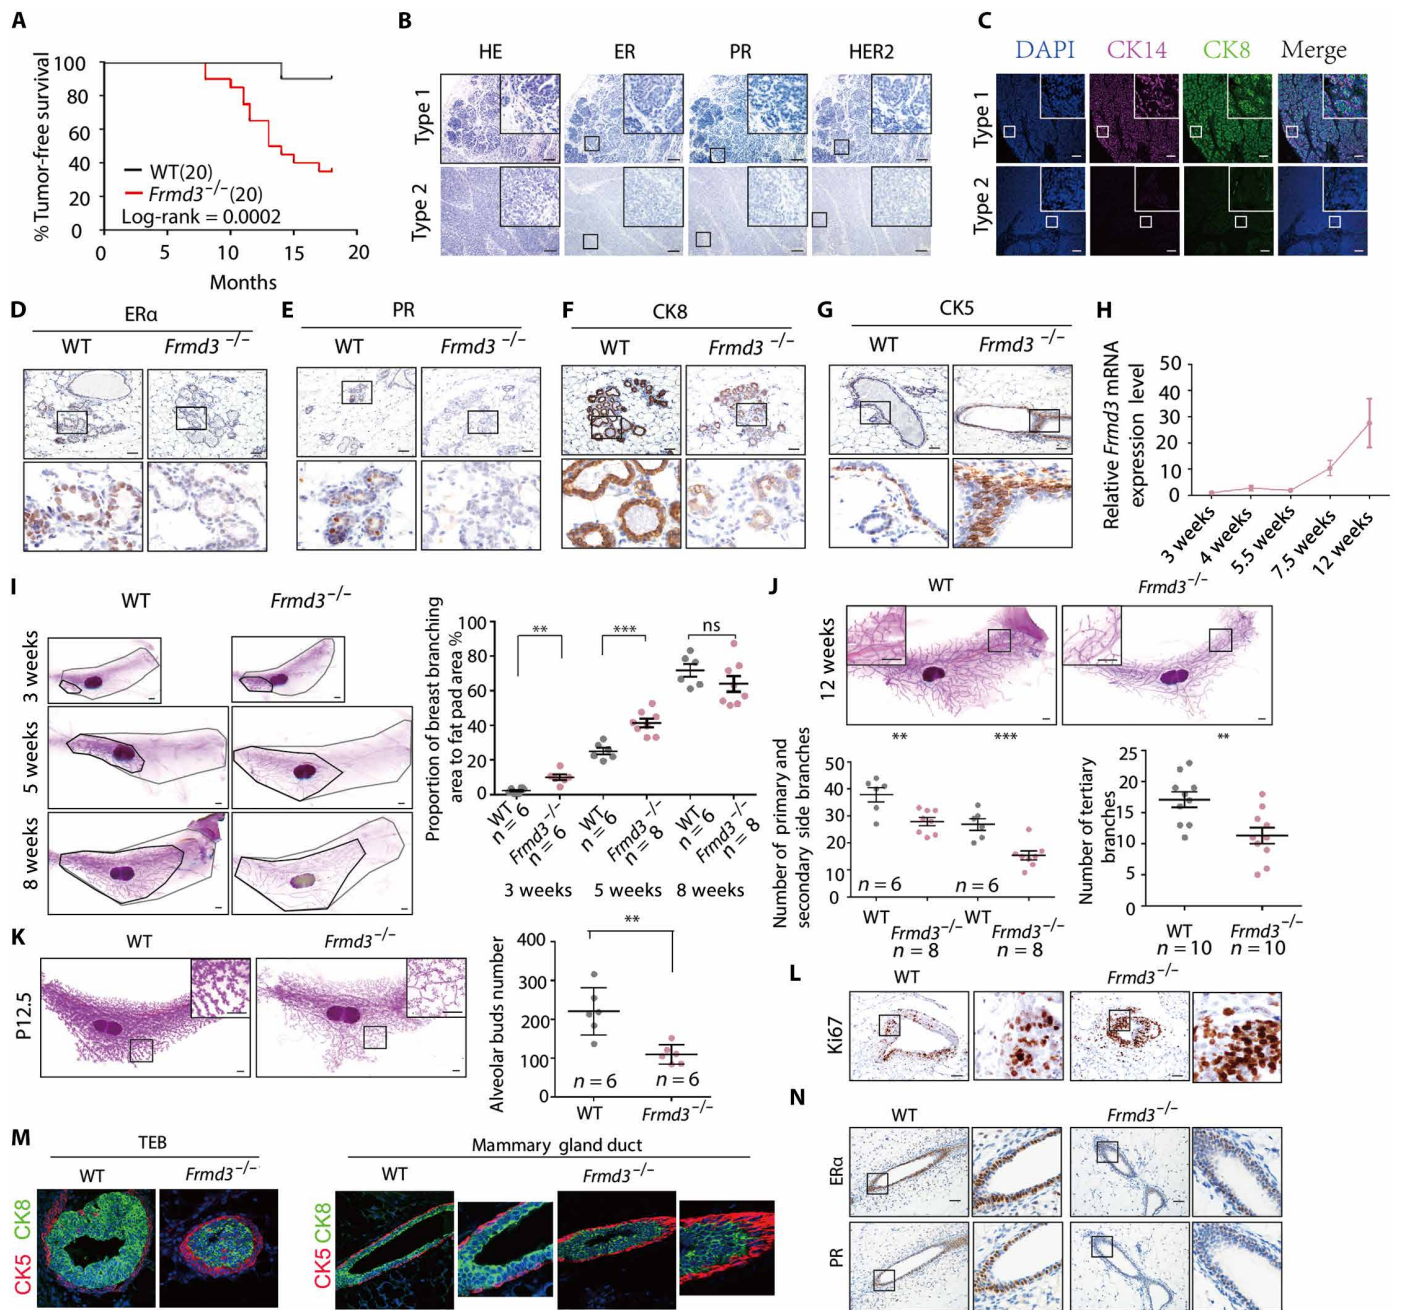 A
% Tumor-free survival
100
80
60
40
20
0
0
5
10
15
20
Months
WT(20)
Frmd3−/−(20)
Log-rank = 0.0002
B
HE
ER
PR
HER2
Type 1
Type 2
C
DAPI
CK14
CK8
Merge
Type 1
Type 2
D
ERα
WT
Frmd3 −/−
E
PR
WT
Frmd3 −/−
F
CK8
WT
Frmd3 −/−
G
CK5
WT
Frmd3 −/−
H
Relative Frmd3 mRNA
expression level
50
40
30
20
10
0
3 weeks
4 weeks
5.5 weeks
7.5 weeks
12 weeks
I
WT
Frmd3−/−
3 weeks
5 weeks
8 weeks
Proportion of breast branching
area to fat pad area %
100
80
60
40
20
0
**
***
ns
WT
n = 6
Frmd3−/−
n = 6
WT
n = 6
Frmd3−/−
n = 8
WT
n = 6
Frmd3−/−
n = 8
3 weeks
5 weeks
8 weeks
J
WT
Frmd3−/−
12 weeks
Number of primary and
secondary side branches
50
40
30
20
10
0
**
***
n = 6
n = 6
WT
Frmd3−/−
n = 8
WT
Frmd3−/−
n = 8
Number of tertiary
branches
25
20
15
10
5
0
**
WT
n = 10
Frmd3−/−
n = 10
K
WT
Frmd3−/−
P12.5
Alveolar buds number
400
300
200
100
0
**
n = 6
n = 6
WT
Frmd3−/−
L
WT
Frmd3−/−
Ki67
M
TEB
WT
Frmd3−/−
CK5 CK8
Mammary gland duct
WT
Frmd3−/−
CK5 CK8
N
WT
Frmd3−/−
ERα
PR